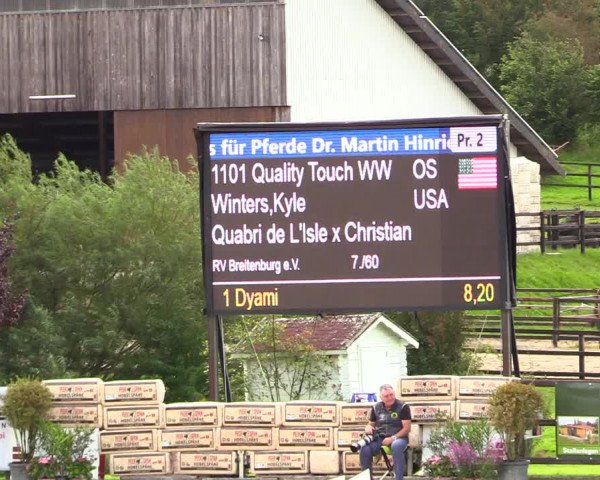 s für Pferde Dr. Martin Hinri
Pr. 2
1101 Quality Touch WW OS
Winters,Kyle USA
Quabri de L'Isle x Christian
RV Breitenburg e.V. 7./60
1 Dyami 8,20